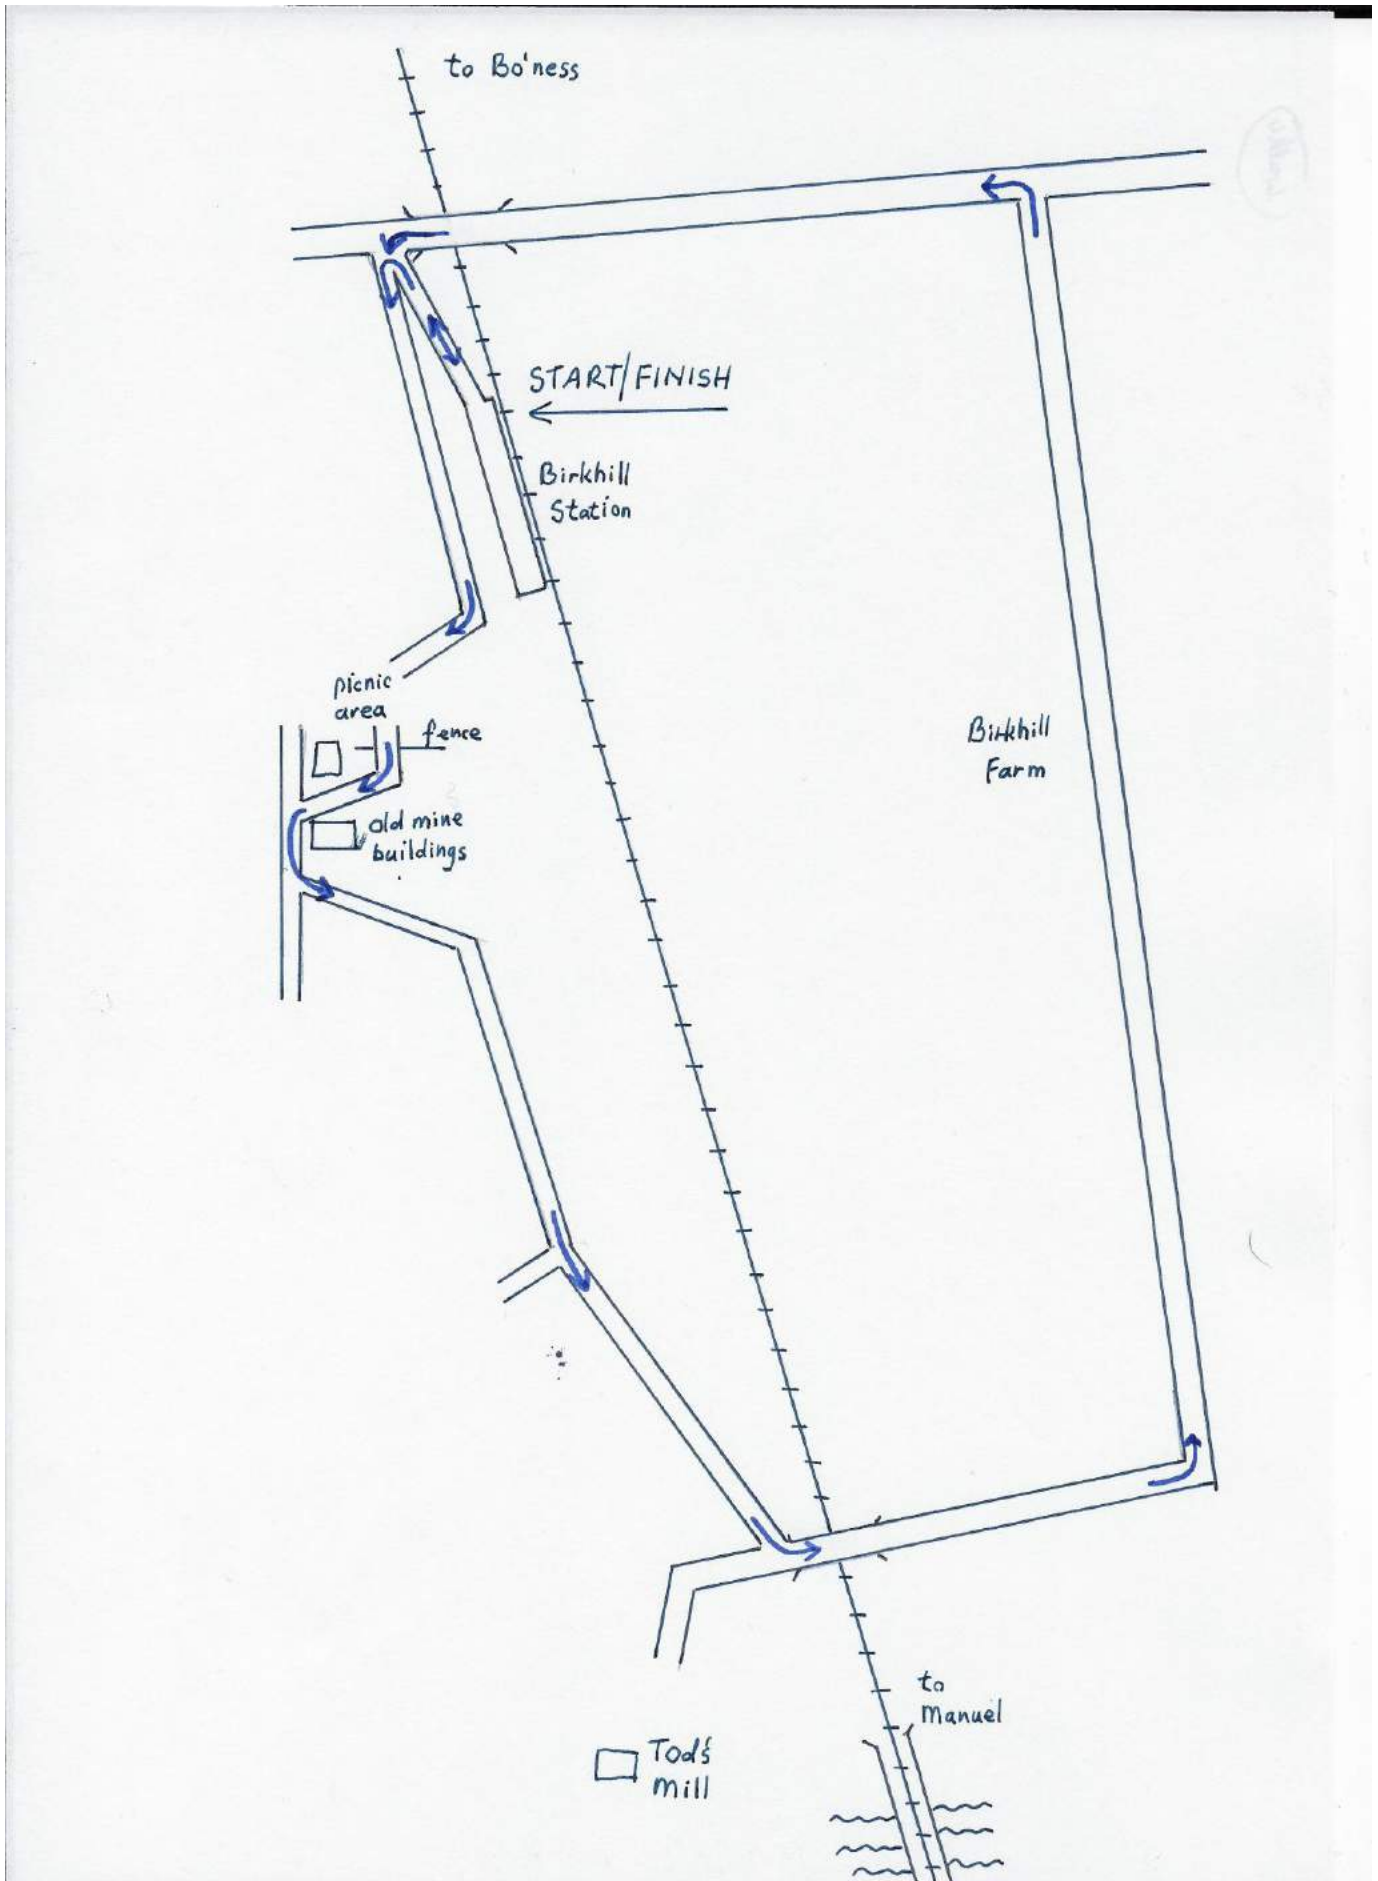 to Bo'ness
START/FINISH
Birkhill
Station
picnic
area
fence
Birkhill
Farm
old mine
buildings
to
Manuel
Tod's
Mill